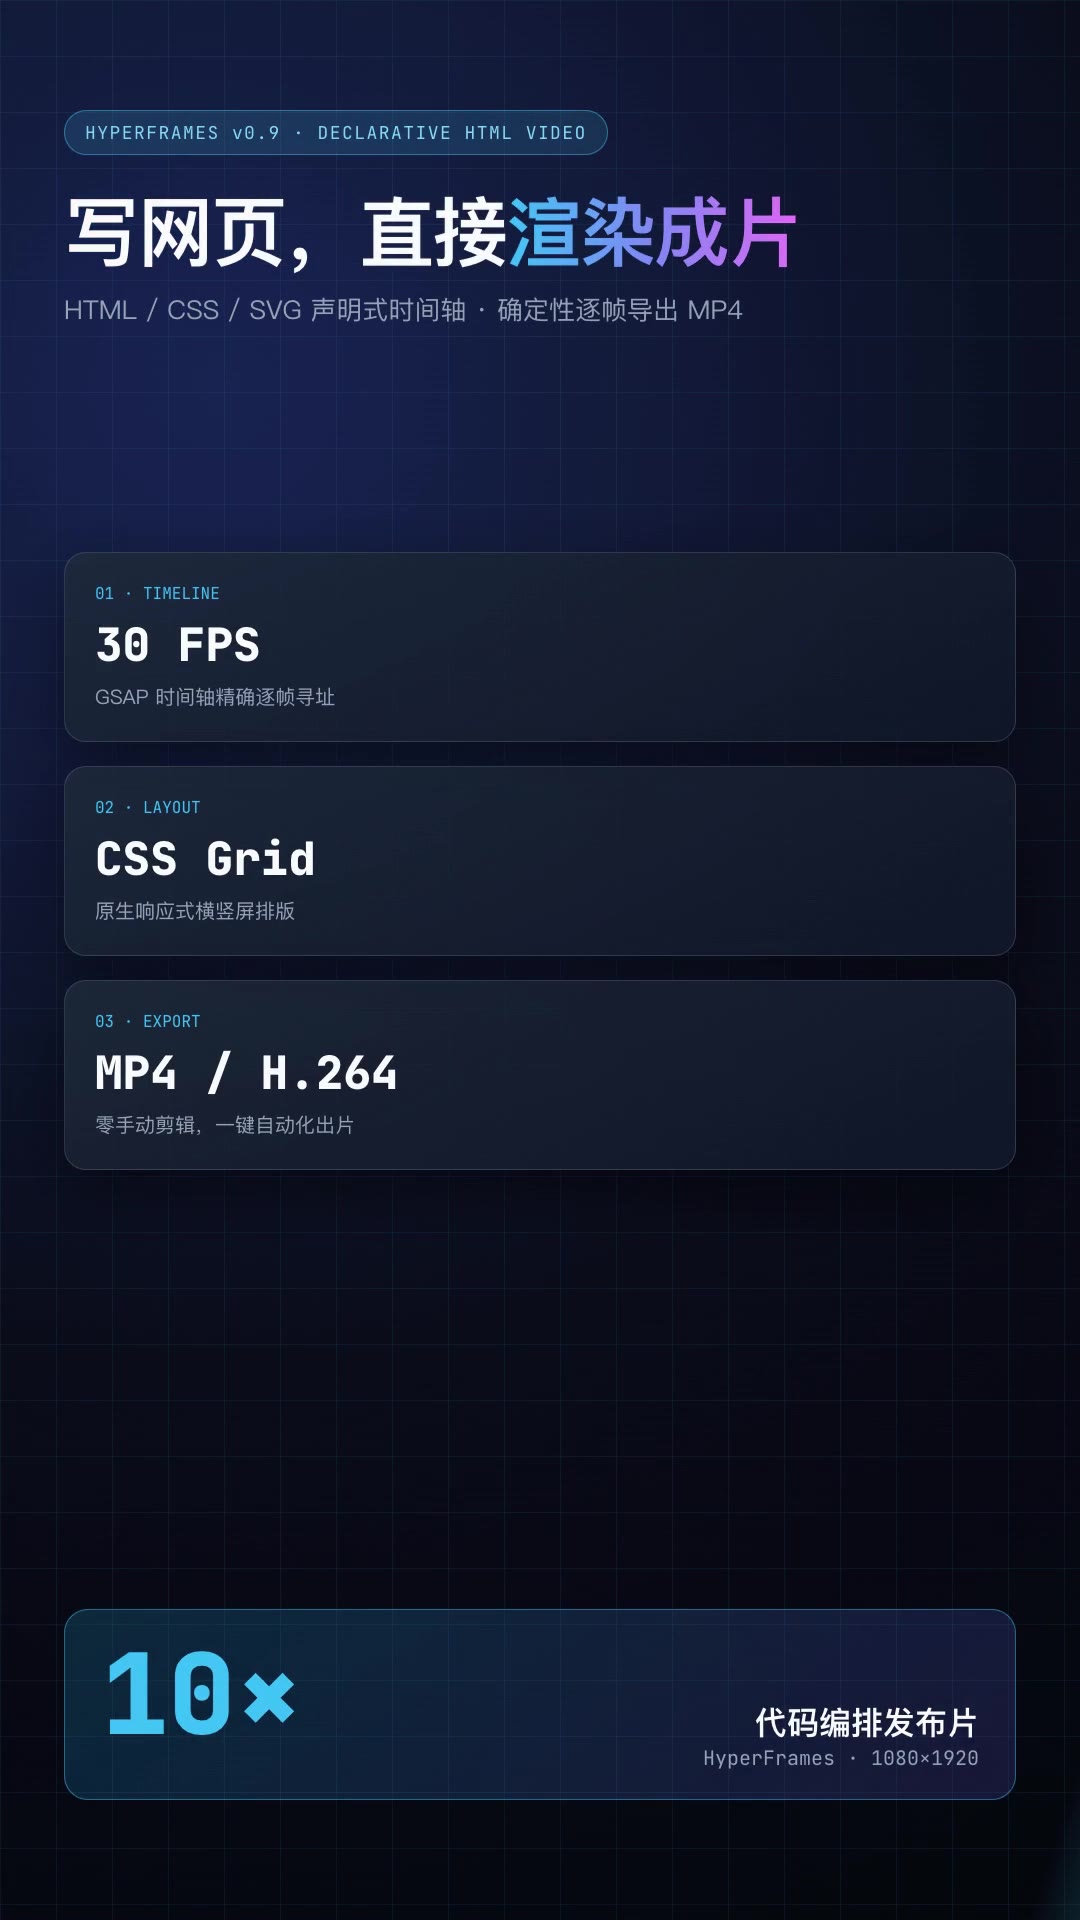 HYPERFRAMES v0.9 · DECLARATIVE HTML VIDEO
写网页，直接渲染成片
HTML / CSS / SVG 声明式时间轴 · 确定性逐帧导出 MP4
01 · TIMELINE
30 FPS
GSAP 时间轴精确逐帧寻址
02 · LAYOUT
CSS Grid
原生响应式横竖屏排版
03 · EXPORT
MP4 / H.264
零手动剪辑，一键自动化出片
10×
代码编排发布片
HyperFrames · 1080×1920